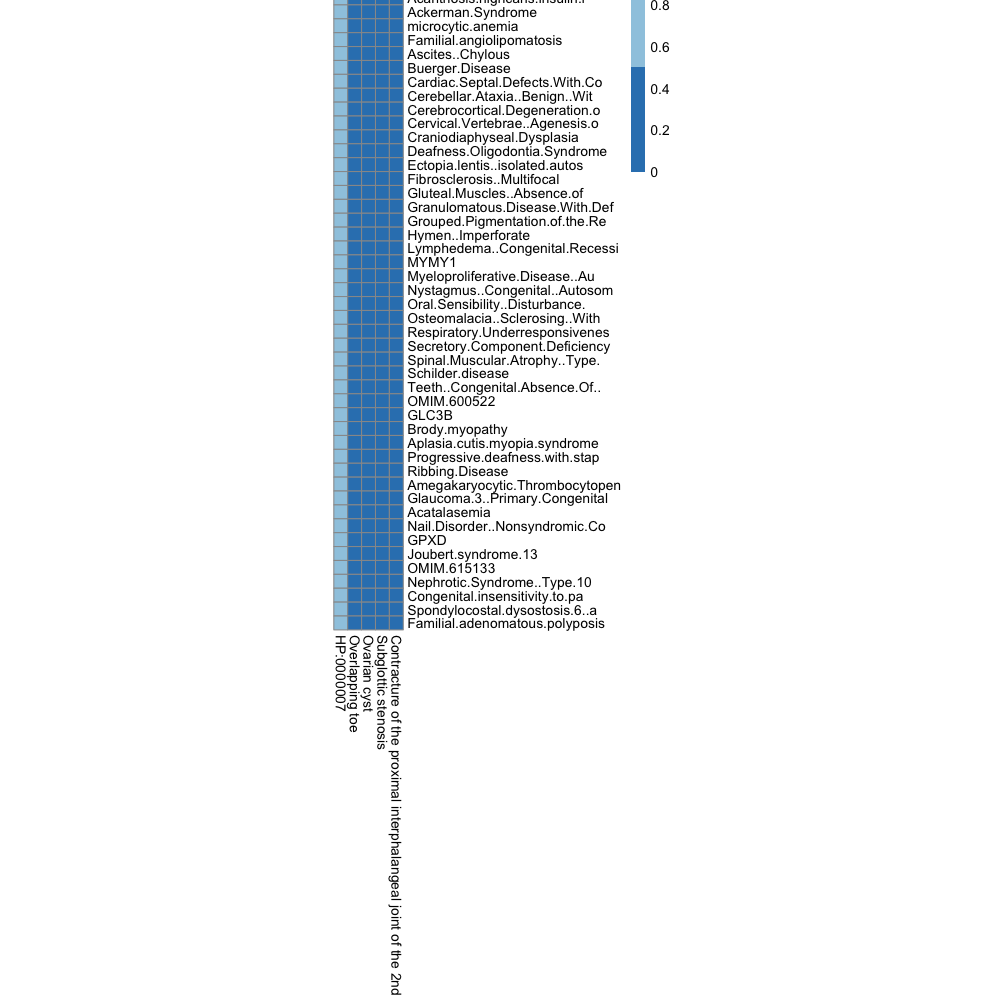 Acanthosis.nigricans.insulin.r
Ackerman.Syndrome
microcytic.anemia
Familial.angiolipomatosis
Ascites..Chylous
Buerger.Disease
Cardiac.Septal.Defects.With.Co
Cerebellar.Ataxia..Benign..Wit
Cerebrocortical.Degeneration.o
Cervical.Vertebrae..Agenesis.o
Craniodiaphyseal.Dysplasia
Deafness.Oligodontia.Syndrome
Ectopia.lentis..isolated.autos
Fibrosclerosis..Multifocal
Gluteal.Muscles..Absence.of
Granulomatous.Disease.With.Def
Grouped.Pigmentation.of.the.Re
Hymen..Imperforate
Lymphedema..Congenital.Recessi
MYMY1
Myeloproliferative.Disease..Au
Nystagmus..Congenital..Autosom
Oral.Sensibility..Disturbance.
Osteomalacia..Sclerosing..With
Respiratory.Underresponsivenes
Secretory.Component.Deficiency
Spinal.Muscular.Atrophy..Type.
Schilder.disease
Teeth..Congenital.Absence.Of..
OMIM.600522
GLC3B
Brody.myopathy
Aplasia.cutis.myopia.syndrome
Progressive.deafness.with.stap
Ribbing.Disease
Amegakaryocytic.Thrombocytopen
Glaucoma.3..Primary.Congenital
Acatalasemia
Nail.Disorder..Nonsyndromic.Co
GPXD
Joubert.syndrome.13
OMIM.615133
Nephrotic.Syndrome..Type.10
Congenital.insensitivity.to.pa
Spondylocostal.dysostosis.6..a
Familial.adenomatous.polyposis
0.8
0.6
0.4
0.2
0
HP:0000007
Overlapping toe
Ovarian cyst
Subglottic stenosis
Contracture of the proximal interphalangeal joint of the 2nd